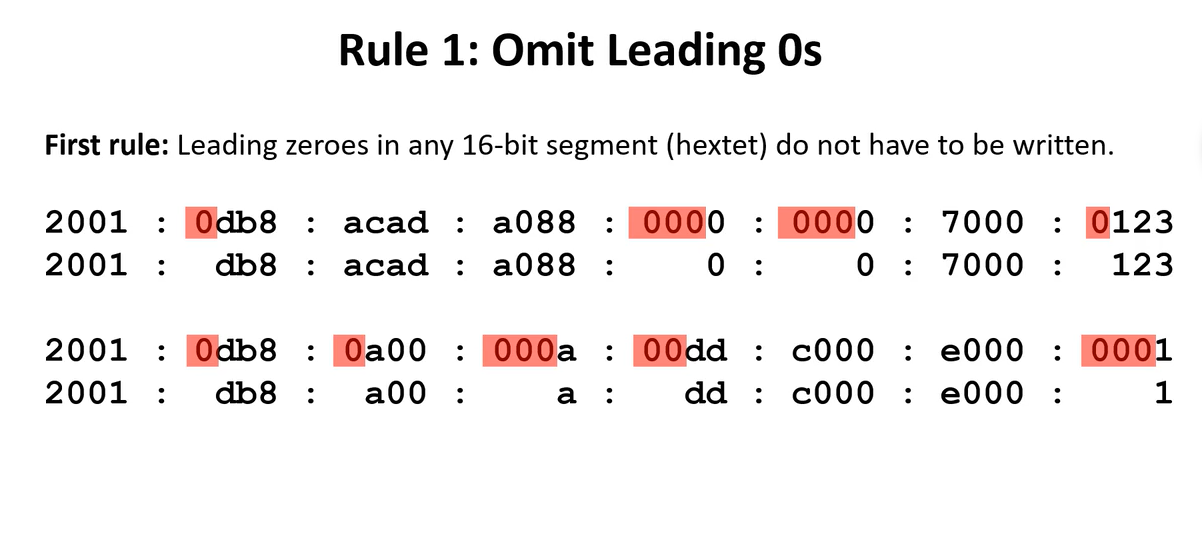 Rule 1: Omit Leading 0s
First rule: Leading zeroes in any 16-bit segment (hextet) do not have to be written.
2001 : 0db8 : acad : a088 : 0000 : 0000 : 7000 : 0123
2001 : db8 : acad : a088 : 0 : 0 : 7000 : 123
2001 : 0db8 : 0a00 : 000a : 00dd : c000 : e000 : 0001
2001 : db8 : a00 : a : dd : c000 : e000 : 1